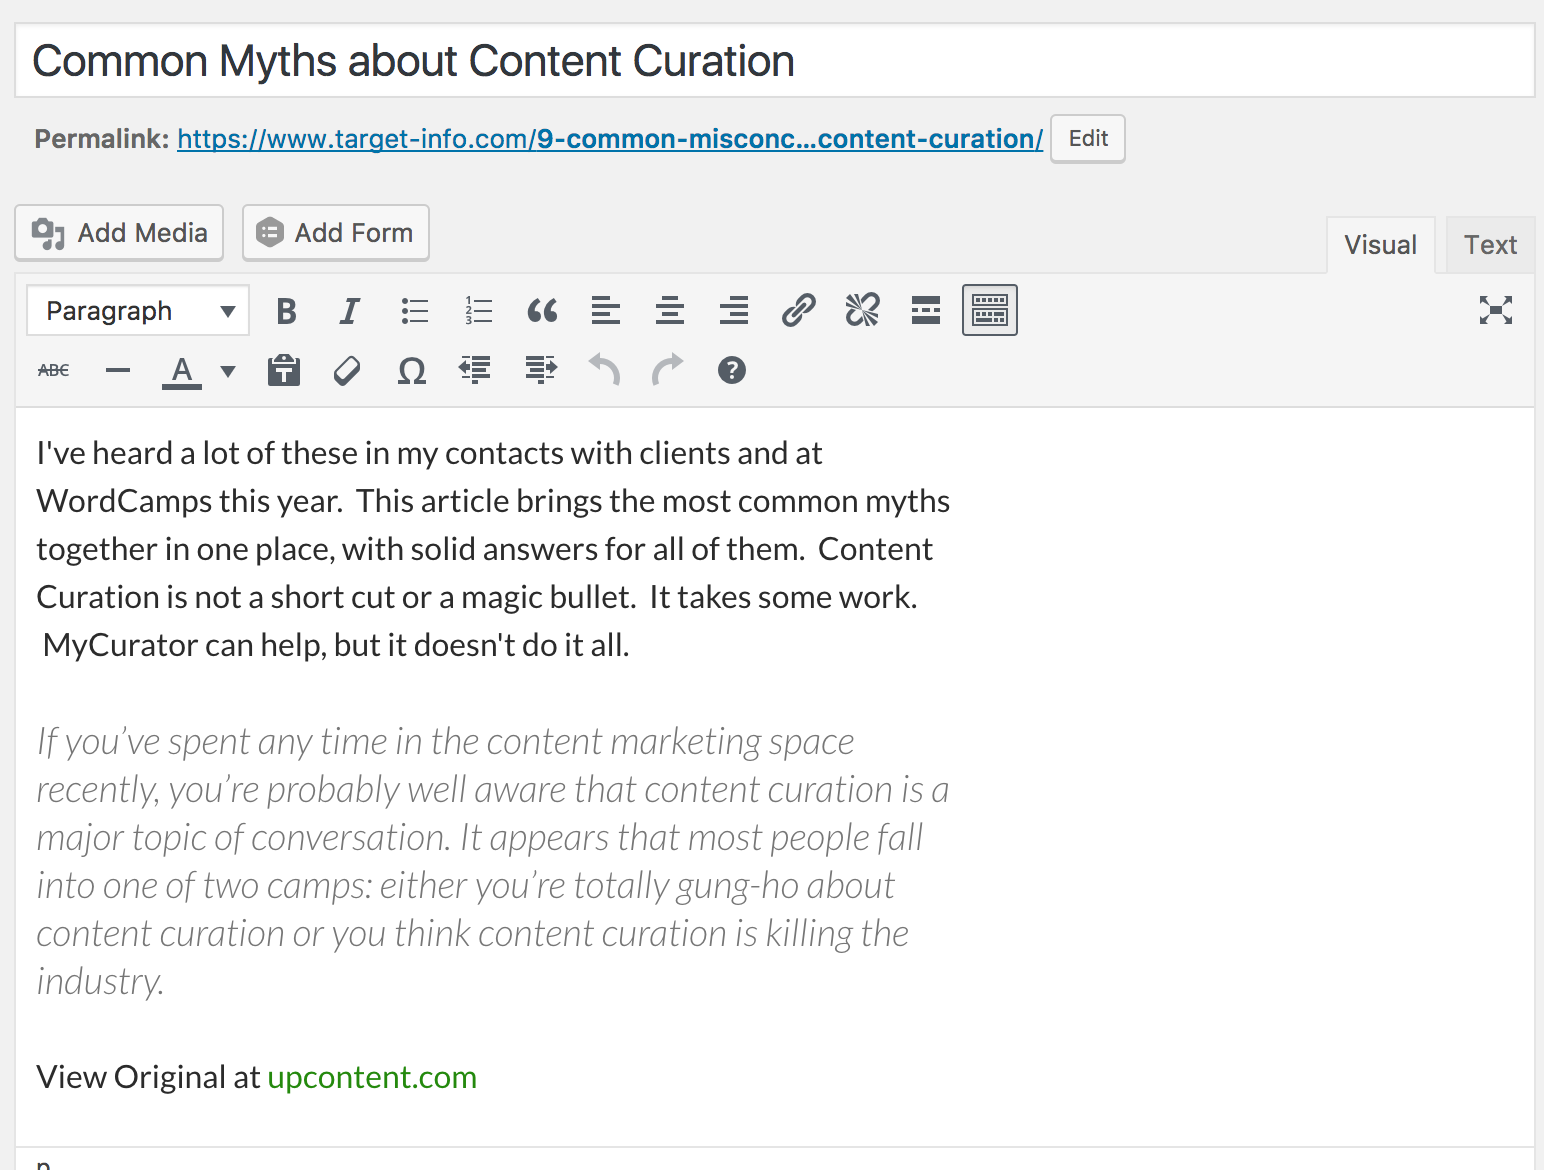 Common Myths about Content Curation
Permalink: https://www.target-info.com/9-common-misconc...content-curation/ Edit
Add Media Add Form Visual Text
Paragraph B I 1 2 3
ABC A T Ω ?
I've heard a lot of these in my contacts with clients and at
WordCamps this year.  This article brings the most common myths
together in one place, with solid answers for all of them.  Content
Curation is not a short cut or a magic bullet.  It takes some work.
MyCurator can help, but it doesn't do it all.
If you’ve spent any time in the content marketing space
recently, you’re probably well aware that content curation is a
major topic of conversation. It appears that most people fall
into one of two camps: either you’re totally gung-ho about
content curation or you think content curation is killing the
industry.
View Original at upcontent.com
p